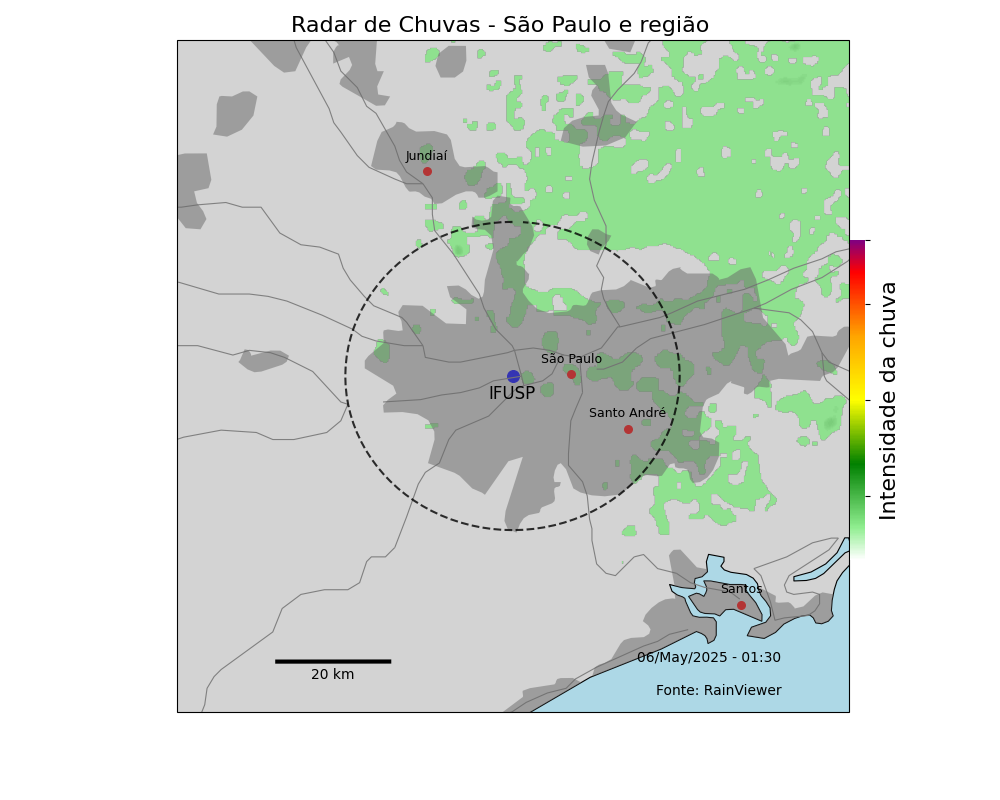 Radar de Chuvas - São Paulo e região
Jundiaí
São Paulo
IFUSP
Santo André
Intensidade da chuva
Santos
06/May/2025 - 01:30
20 km
Fonte: RainViewer